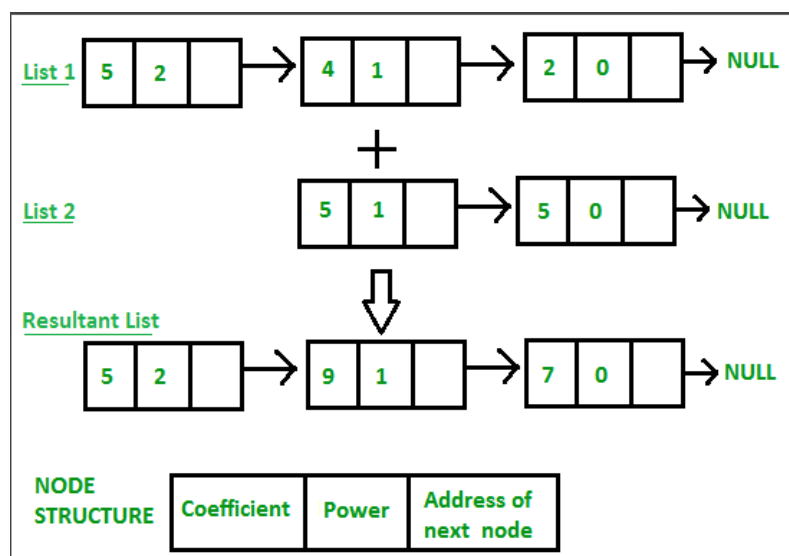 List 1 5 2 4 1 2 0 NULL
+
List 2 5 1 5 0 NULL
Resultant List
5 2 9 1 7 0 NULL
NODE STRUCTURE
Coefficient Power Address of next node